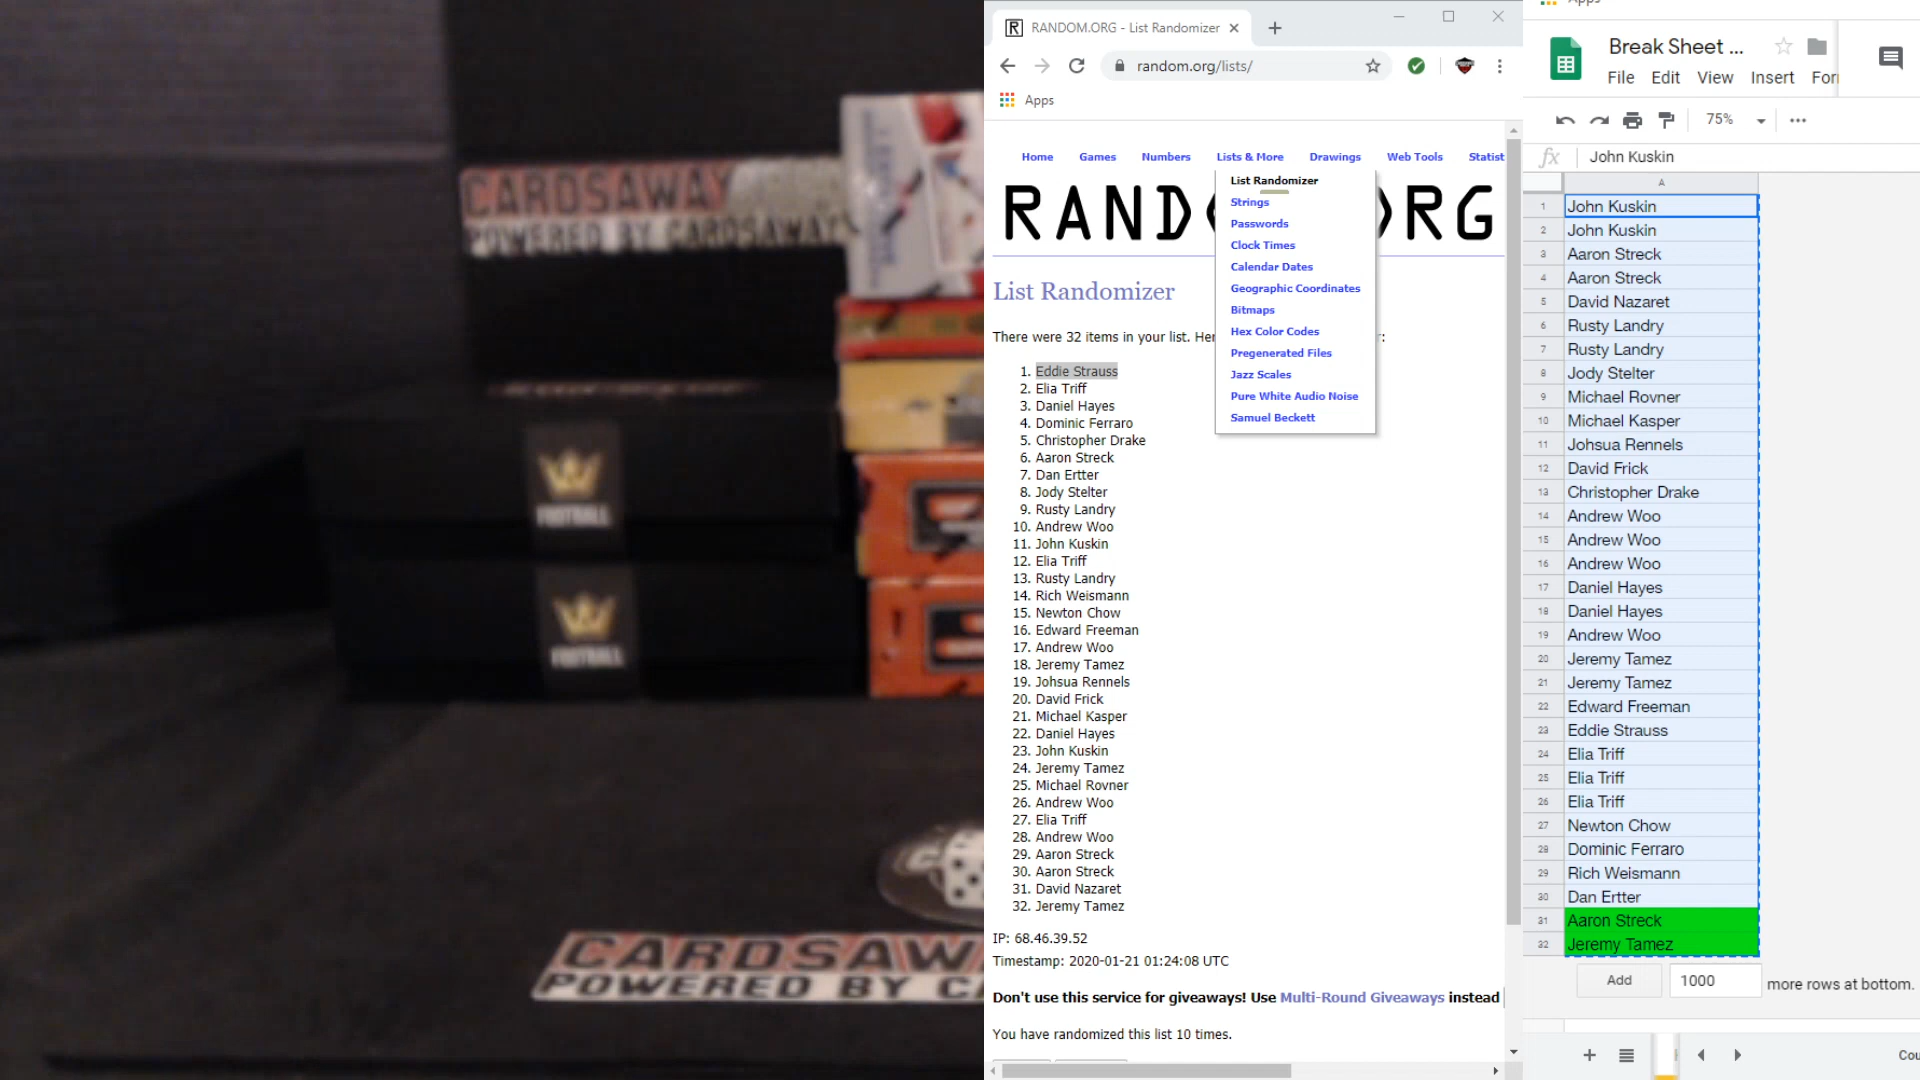 CARDSAWAY
POWERED BY CARDSAWAY
FOOTBALL
FOOTBALL
CARDSAW
POWERED BY C
RANDOM.ORG - List Randomizer
random.org/lists/
Apps
Home Games Numbers Lists & More Drawings Web Tools Statist
List Randomizer
Strings
Passwords
Clock Times
Calendar Dates
Geographic Coordinates
Bitmaps
Hex Color Codes
Pregenerated Files
Jazz Scales
Pure White Audio Noise
Samuel Beckett
RAND RG
List Randomizer
There were 32 items in your list. Her r:
1. Eddie Strauss
2. Elia Triff
3. Daniel Hayes
4. Dominic Ferraro
5. Christopher Drake
6. Aaron Streck
7. Dan Ertter
8. Jody Stelter
9. Rusty Landry
10. Andrew Woo
11. John Kuskin
12. Elia Triff
13. Rusty Landry
14. Rich Weismann
15. Newton Chow
16. Edward Freeman
17. Andrew Woo
18. Jeremy Tamez
19. Johsua Rennels
20. David Frick
21. Michael Kasper
22. Daniel Hayes
23. John Kuskin
24. Jeremy Tamez
25. Michael Rovner
26. Andrew Woo
27. Elia Triff
28. Andrew Woo
29. Aaron Streck
30. Aaron Streck
31. David Nazaret
32. Jeremy Tamez
IP: 68.46.39.52
Timestamp: 2020-01-21 01:24:08 UTC
Don't use this service for giveaways! Use Multi-Round Giveaways instead
You have randomized this list 10 times.
Apps
Break Sheet ...
File Edit View Insert For
75%
fx John Kuskin
A
1 John Kuskin
2 John Kuskin
3 Aaron Streck
4 Aaron Streck
5 David Nazaret
6 Rusty Landry
7 Rusty Landry
8 Jody Stelter
9 Michael Rovner
10 Michael Kasper
11 Johsua Rennels
12 David Frick
13 Christopher Drake
14 Andrew Woo
15 Andrew Woo
16 Andrew Woo
17 Daniel Hayes
18 Daniel Hayes
19 Andrew Woo
20 Jeremy Tamez
21 Jeremy Tamez
22 Edward Freeman
23 Eddie Strauss
24 Elia Triff
25 Elia Triff
26 Elia Triff
27 Newton Chow
28 Dominic Ferraro
29 Rich Weismann
30 Dan Ertter
31 Aaron Streck
32 Jeremy Tamez
Add 1000 more rows at bottom.
Cou